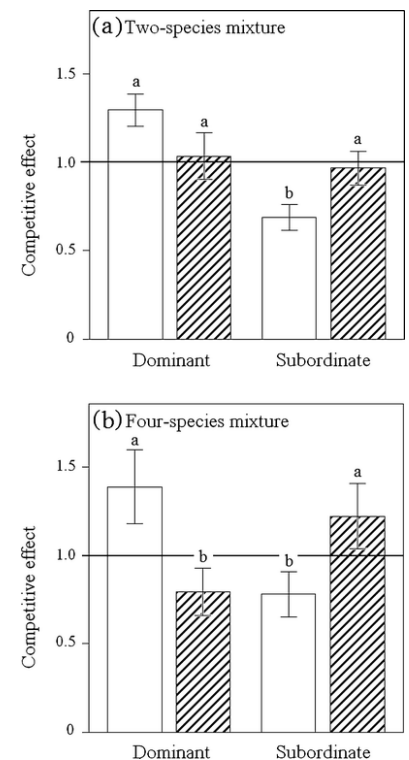 (a) Two-species mixture
Competitive effect
1.5
1.0
0.5
0
a
a
b
a
Dominant
Subordinate
(b) Four-species mixture
Competitive effect
1.5
1.0
0.5
0
a
b
b
a
Dominant
Subordinate